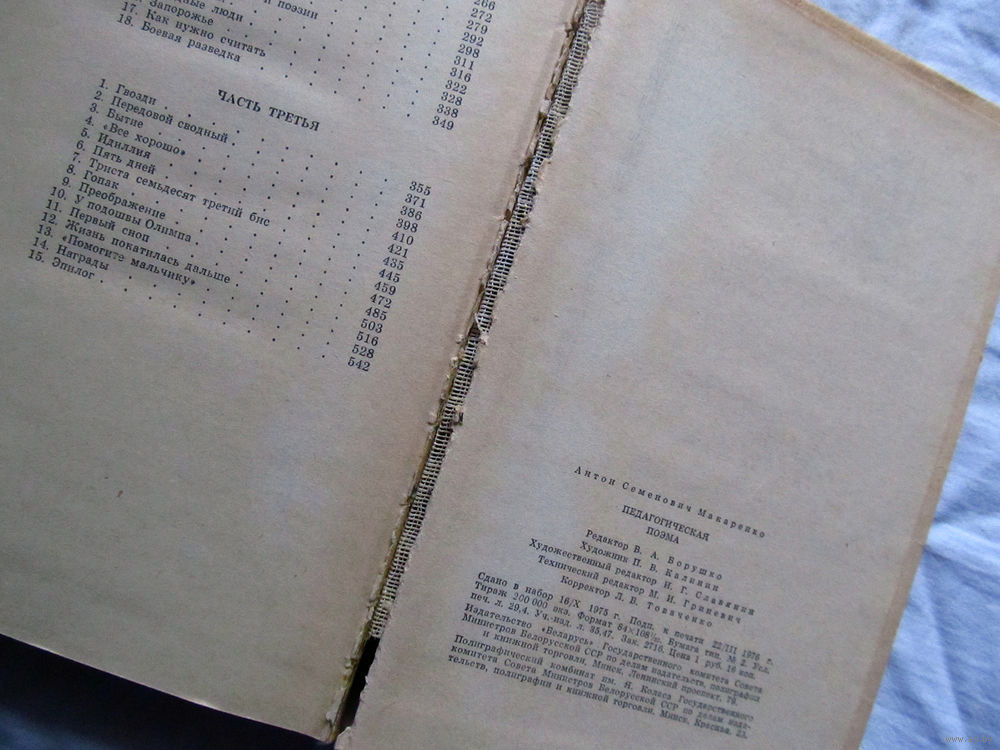 и поэзии
люди
17. Запорожье
18. Как нужно считать
Боевая разведка
266
272
279
292
298
311
316
322
328
338
349
ЧАСТЬ ТРЕТЬЯ
1. Гвозди
2. Передовой сводный
3. Бытие
4. «Все хорошо»
5. Идиллия
6. Пять дней
7. Триста семьдесят третий бис
8. Гопак
9. Преображение
10. У подошвы Олимпа
11. Первый сноп
12. Жизнь покатилась дальше
13. «Помогите мальчику»
14. Награды
15. Эпилог
355
371
386
398
410
421
435
445
459
472
485
503
516
528
542
Антон Семенович Макаренко
ПЕДАГОГИЧЕСКАЯ
ПОЭМА
Редактор В. А. Борушко
Художник П. В. Калинин
Художественный редактор И. Г. Славянин
Технический редактор М. И. Гриневич
Корректор Л. В. Товаченко
Сдано в набор 16/X 1975 г. Подп. к печати 22/III 1976 г.
Тираж 200 000 экз. Формат 84×108¹/₃₂. Бумага тип. № 2. Усл.
печ. л. 29,4. Уч.-изд. л. 35,47. Зак. 2716. Цена 1 руб. 16 коп.
Издательство «Беларусь» Государственного комитета Совета
Министров Белорусской ССР по делам издательств, полиграфии
и книжной торговли. Минск, Ленинский проспект, 79.
Полиграфический комбинат им. Я. Коласа Государственного
комитета Совета Министров Белорусской ССР по делам изда-
тельств, полиграфии и книжной торговли, Минск, Красная, 23.